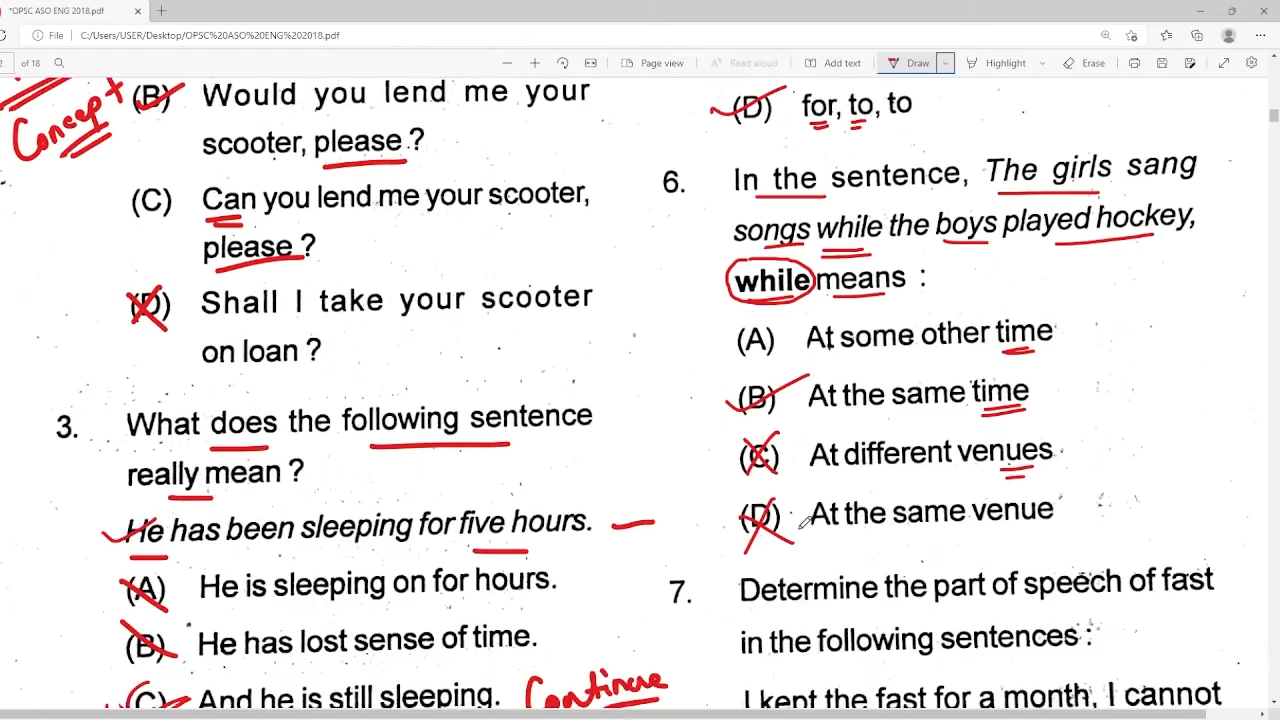 *OPSC ASO ENG 2018.pdf
File C:/Users/USER/Desktop/OPSC%20ASO%20ENG%202018.pdf
2 of 18
Page view
Read aloud
Add text
Draw
Highlight
Erase
Concept
(B) Would you lend me your
scooter, please ?
(C) Can you lend me your scooter,
please ?
(D) Shall I take your scooter
on loan ?
3. What does the following sentence
really mean ?
He has been sleeping for five hours.
(A) He is sleeping on for hours.
(B) He has lost sense of time.
(C) And he is still sleeping.
Continue
(D) for, to, to
6. In the sentence, The girls sang
songs while the boys played hockey,
while means :
(A) At some other time
(B) At the same time
(C) At different venues
(D) At the same venue
7. Determine the part of speech of fast
in the following sentences :
I kept the fast for a month, I cannot